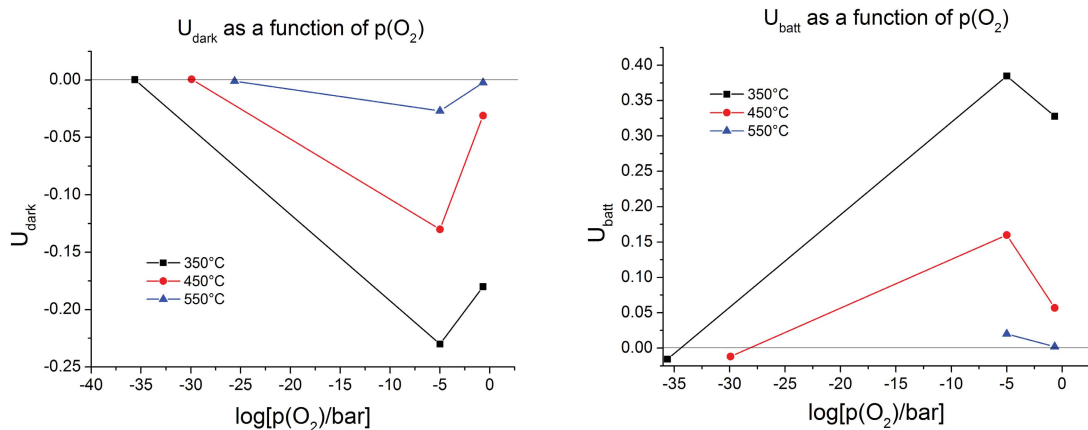 U_dark as a function of p(O₂)
0.00
-0.05
-0.10
-0.15
-0.20
-0.25
U_dark
350°C
450°C
550°C
-40 -35 -30 -25 -20 -15 -10 -5 0
log[p(O₂)/bar]
U_batt as a function of p(O₂)
0.40
0.35
0.30
0.25
0.20
0.15
0.10
0.05
0.00
U_batt
350°C
450°C
550°C
-35 -30 -25 -20 -15 -10 -5 0
log[p(O₂)/bar]